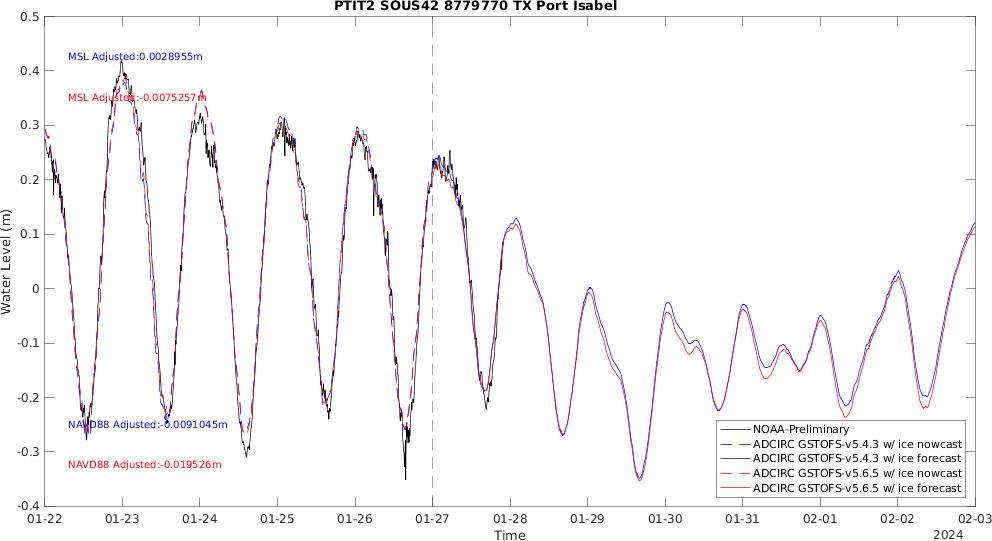 PTIT2 SOUS42 8779770 TX Port Isabel
0.5
0.4
0.3
0.2
0.1
0
-0.1
-0.2
-0.3
-0.4
Water Level (m)
MSL Adjusted:0.0028955m
MSL Adjusted:-0.0075257m
NAVD88 Adjusted:-0.0091045m
NAVD88 Adjusted:-0.019526m
NOAA-Preliminary
ADCIRC GSTOFS-v5.4.3 w/ ice nowcast
ADCIRC GSTOFS-v5.4.3 w/ ice forecast
ADCIRC GSTOFS-v5.6.5 w/ ice nowcast
ADCIRC GSTOFS-v5.6.5 w/ ice forecast
01-22 01-23 01-24 01-25 01-26 01-27 01-28 01-29 01-30 01-31 02-01 02-02 02-03
Time
2024